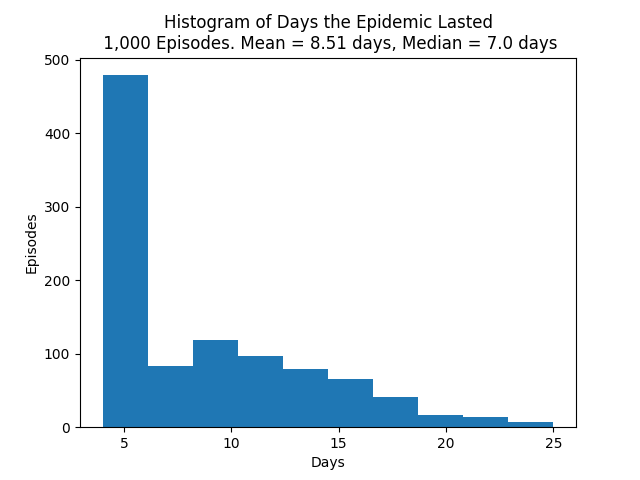 Histogram of Days the Epidemic Lasted
1,000 Episodes. Mean = 8.51 days, Median = 7.0 days
500
400
300
200
100
0
Episodes
5 10 15 20 25
Days